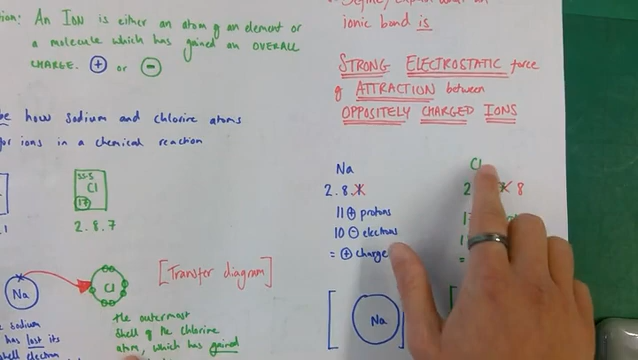 ion: An ION is either an atom of an element or
a molecule which has gained an OVERALL
CHARGE. + or −
be how sodium and chlorine atoms
for ions in a chemical reaction
35.5
Cl
17
2.8.7
Na
Cl
[Transfer diagram]
sodium
has lost its
shell electron
the outermost
shell of the chlorine
atom, which has gained
an
ionic bond is
STRONG ELECTROSTATIC force
of ATTRACTION between
OPPOSITELY CHARGED IONS
Na
2.8.
11 + protons
10 − electrons
= + charge
Na
Cl
2
8